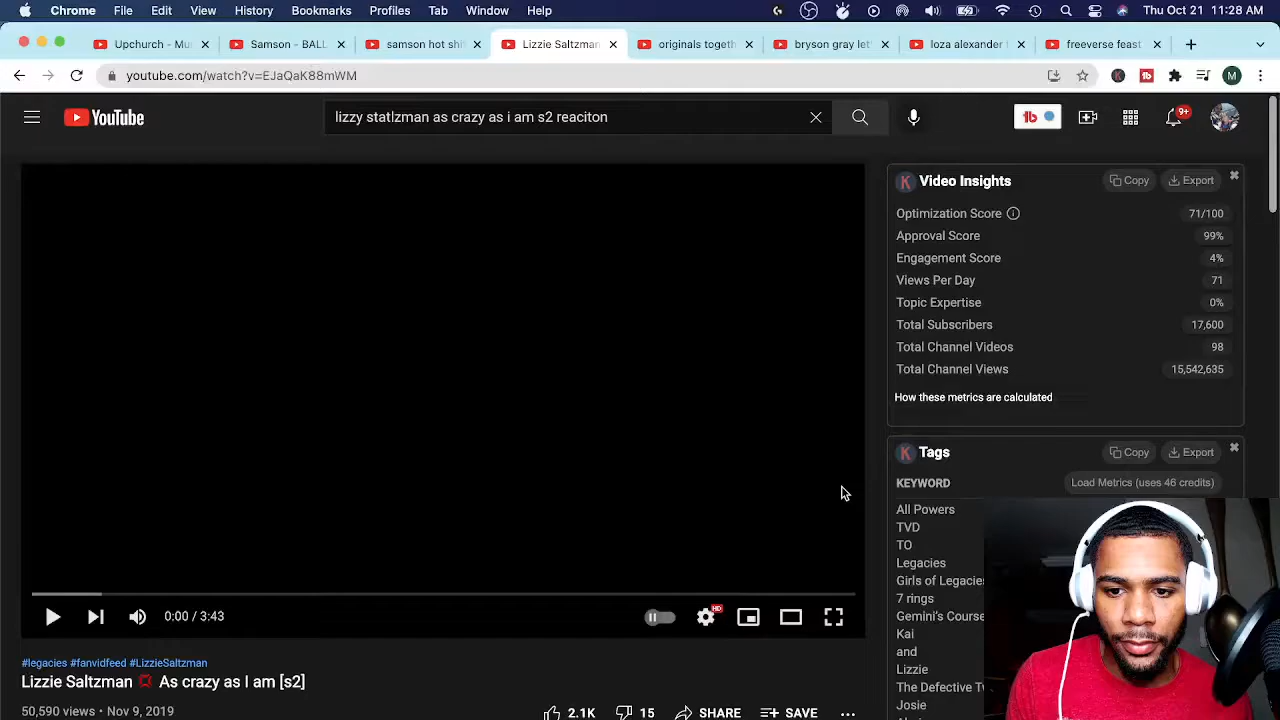 Chrome File Edit View History Bookmarks Profiles Tab Window Help Thu Oct 21 11:28 AM
Upchurch - Mu Samson - BALL samson hot shi Lizzie Saltzman originals togeth bryson gray let loza alexander freeverse feast
youtube.com/watch?v=EJaQaK88mWM
YouTube
lizzy statlzman as crazy as i am s2 reaciton
9+
Video Insights
Copy Export
Optimization Score 71/100
Approval Score 99%
Engagement Score 4%
Views Per Day 71
Topic Expertise 0%
Total Subscribers 17,600
Total Channel Videos 98
Total Channel Views 15,542,635
How these metrics are calculated
Tags
Copy Export
KEYWORD Load Metrics (uses 46 credits)
All Powers
TVD
TO
Legacies
Girls of Legacies
7 rings
Gemini's Course
Kai
and
Lizzie
The Defective Tw
Josie
0:00 / 3:43
HD
#legacies #fanvidfeed #LizzieSaltzman
Lizzie Saltzman 💢 As crazy as I am [s2]
50,590 views • Nov 9, 2019
2.1K 15 SHARE SAVE